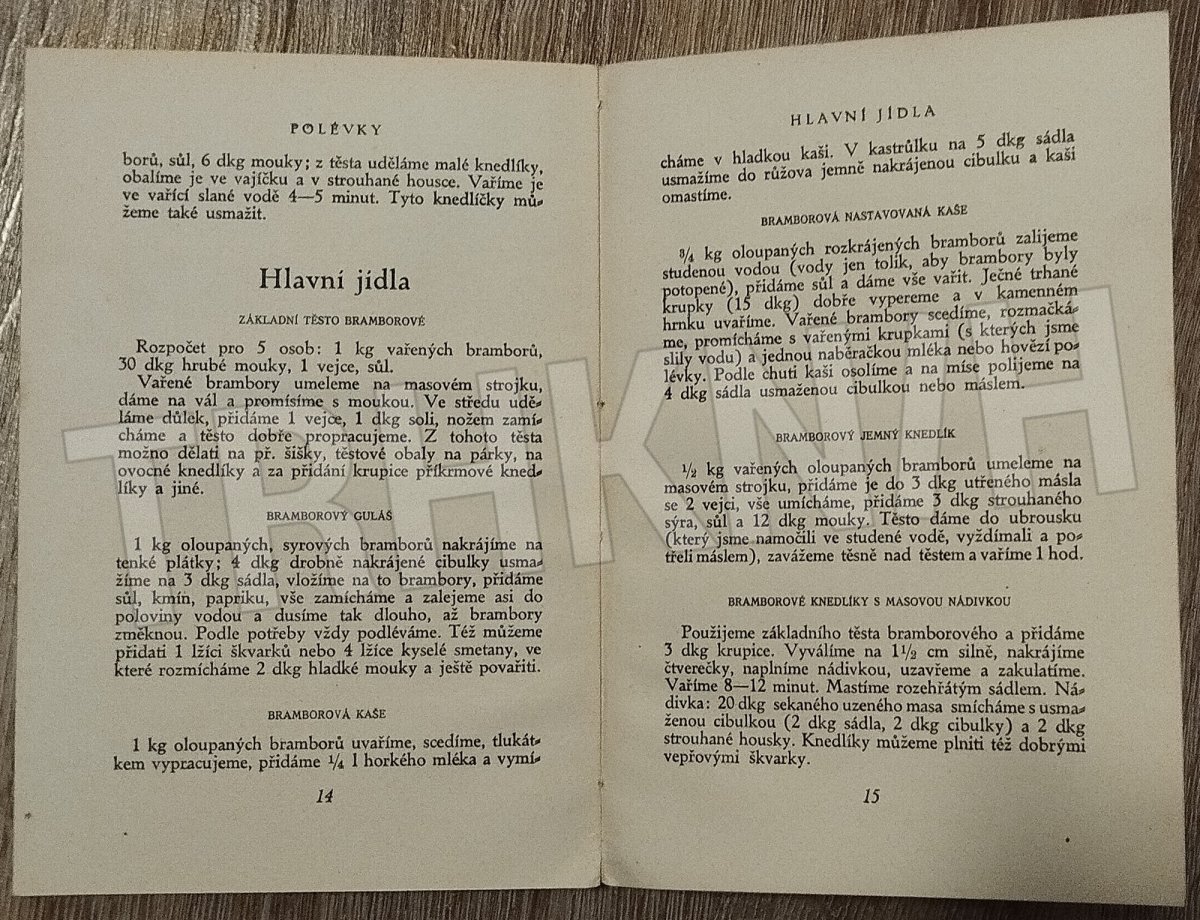 POLÉVKY
borů, sůl, 6 dkg mouky; z těsta uděláme malé knedlíky,
obalíme je ve vajíčku a v strouhané housce. Vaříme je
ve vařící slané vodě 4—5 minut. Tyto knedlíčky mů-
žeme také usmažit.
Hlavní jídla
ZÁKLADNÍ TĚSTO BRAMBOROVÉ
Rozpočet pro 5 osob: 1 kg vařených bramborů,
30 dkg hrubé mouky, 1 vejce, sůl.
Vařené brambory umeleme na masovém strojku,
dáme na vál a promísíme s moukou. Ve středu udě-
láme důlek, přidáme 1 vejce, 1 dkg soli, nožem zamí-
cháme a těsto dobře propracujeme. Z tohoto těsta
možno dělati na př. šišky, těstové obaly na párky, na
ovocné knedlíky a za přidání krupice příkrmové kned-
líky a jiné.
BRAMBOROVÝ GULÁŠ
1 kg oloupaných, syrových bramborů nakrájíme na
tenké plátky; 4 dkg drobně nakrájené cibulky usma-
žíme na 3 dkg sádla, vložíme na to brambory, přidáme
sůl, kmín, papriku, vše zamícháme a zalejeme asi do
poloviny vodou a dusíme tak dlouho, až brambory
změknou. Podle potřeby vždy podléváme. Též můžeme
přidati 1 lžíci škvarků nebo 4 lžíce kyselé smetany, ve
které rozmícháme 2 dkg hladké mouky a ještě povařiti.
BRAMBOROVÁ KAŠE
1 kg oloupaných bramborů uvaříme, scedíme, tlukát-
kem vypracujeme, přidáme 1/4 l horkého mléka a vymí-
14
HLAVNÍ JÍDLA
cháme v hladkou kaši. V kastrůlku na 5 dkg sádla
usmažíme do růžova jemně nakrájenou cibulku a kaši
omastíme.
BRAMBOROVÁ NASTAVOVANÁ KAŠE
3/4 kg oloupaných rozkrájených bramborů zalijeme
studenou vodou (vody jen tolik, aby brambory byly
potopené), přidáme sůl a dáme vše vařit. Ječné trhané
krupky (15 dkg) dobře vypereme a v kamenném
hrnku uvaříme. Vařené brambory scedíme, rozmačká-
me, promícháme s vařenými krupkami (s kterých jsme
slily vodu) a jednou naběračkou mléka nebo hovězí po-
lévky. Podle chuti kaši osolíme a na míse polijeme na
4 dkg sádla usmaženou cibulkou nebo máslem.
BRAMBOROVÝ JEMNÝ KNEDLÍK
1/2 kg vařených oloupaných bramborů umeleme na
masovém strojku, přidáme je do 3 dkg utřeného másla
se 2 vejci, vše umícháme, přidáme 3 dkg strouhaného
sýra, sůl a 12 dkg mouky. Těsto dáme do ubrousku
(který jsme namočili ve studené vodě, vyždímali a po-
třeli máslem), zavážeme těsně nad těstem a vaříme 1 hod.
BRAMBOROVÉ KNEDLÍKY S MASOVOU NÁDIVKOU
Použijeme základního těsta bramborového a přidáme
3 dkg krupice. Vyválíme na 1 1/2 cm silně, nakrájíme
čtverečky, naplníme nádivkou, uzavřeme a zakulatíme.
Vaříme 8—12 minut. Mastíme rozehřátým sádlem. Ná-
divka: 20 dkg sekaného uzeného masa smícháme s usma-
ženou cibulkou (2 dkg sádla, 2 dkg cibulky) a 2 dkg
strouhané housky. Knedlíky můžeme plniti též dobrými
vepřovými škvarky.
15
TRHKNIH